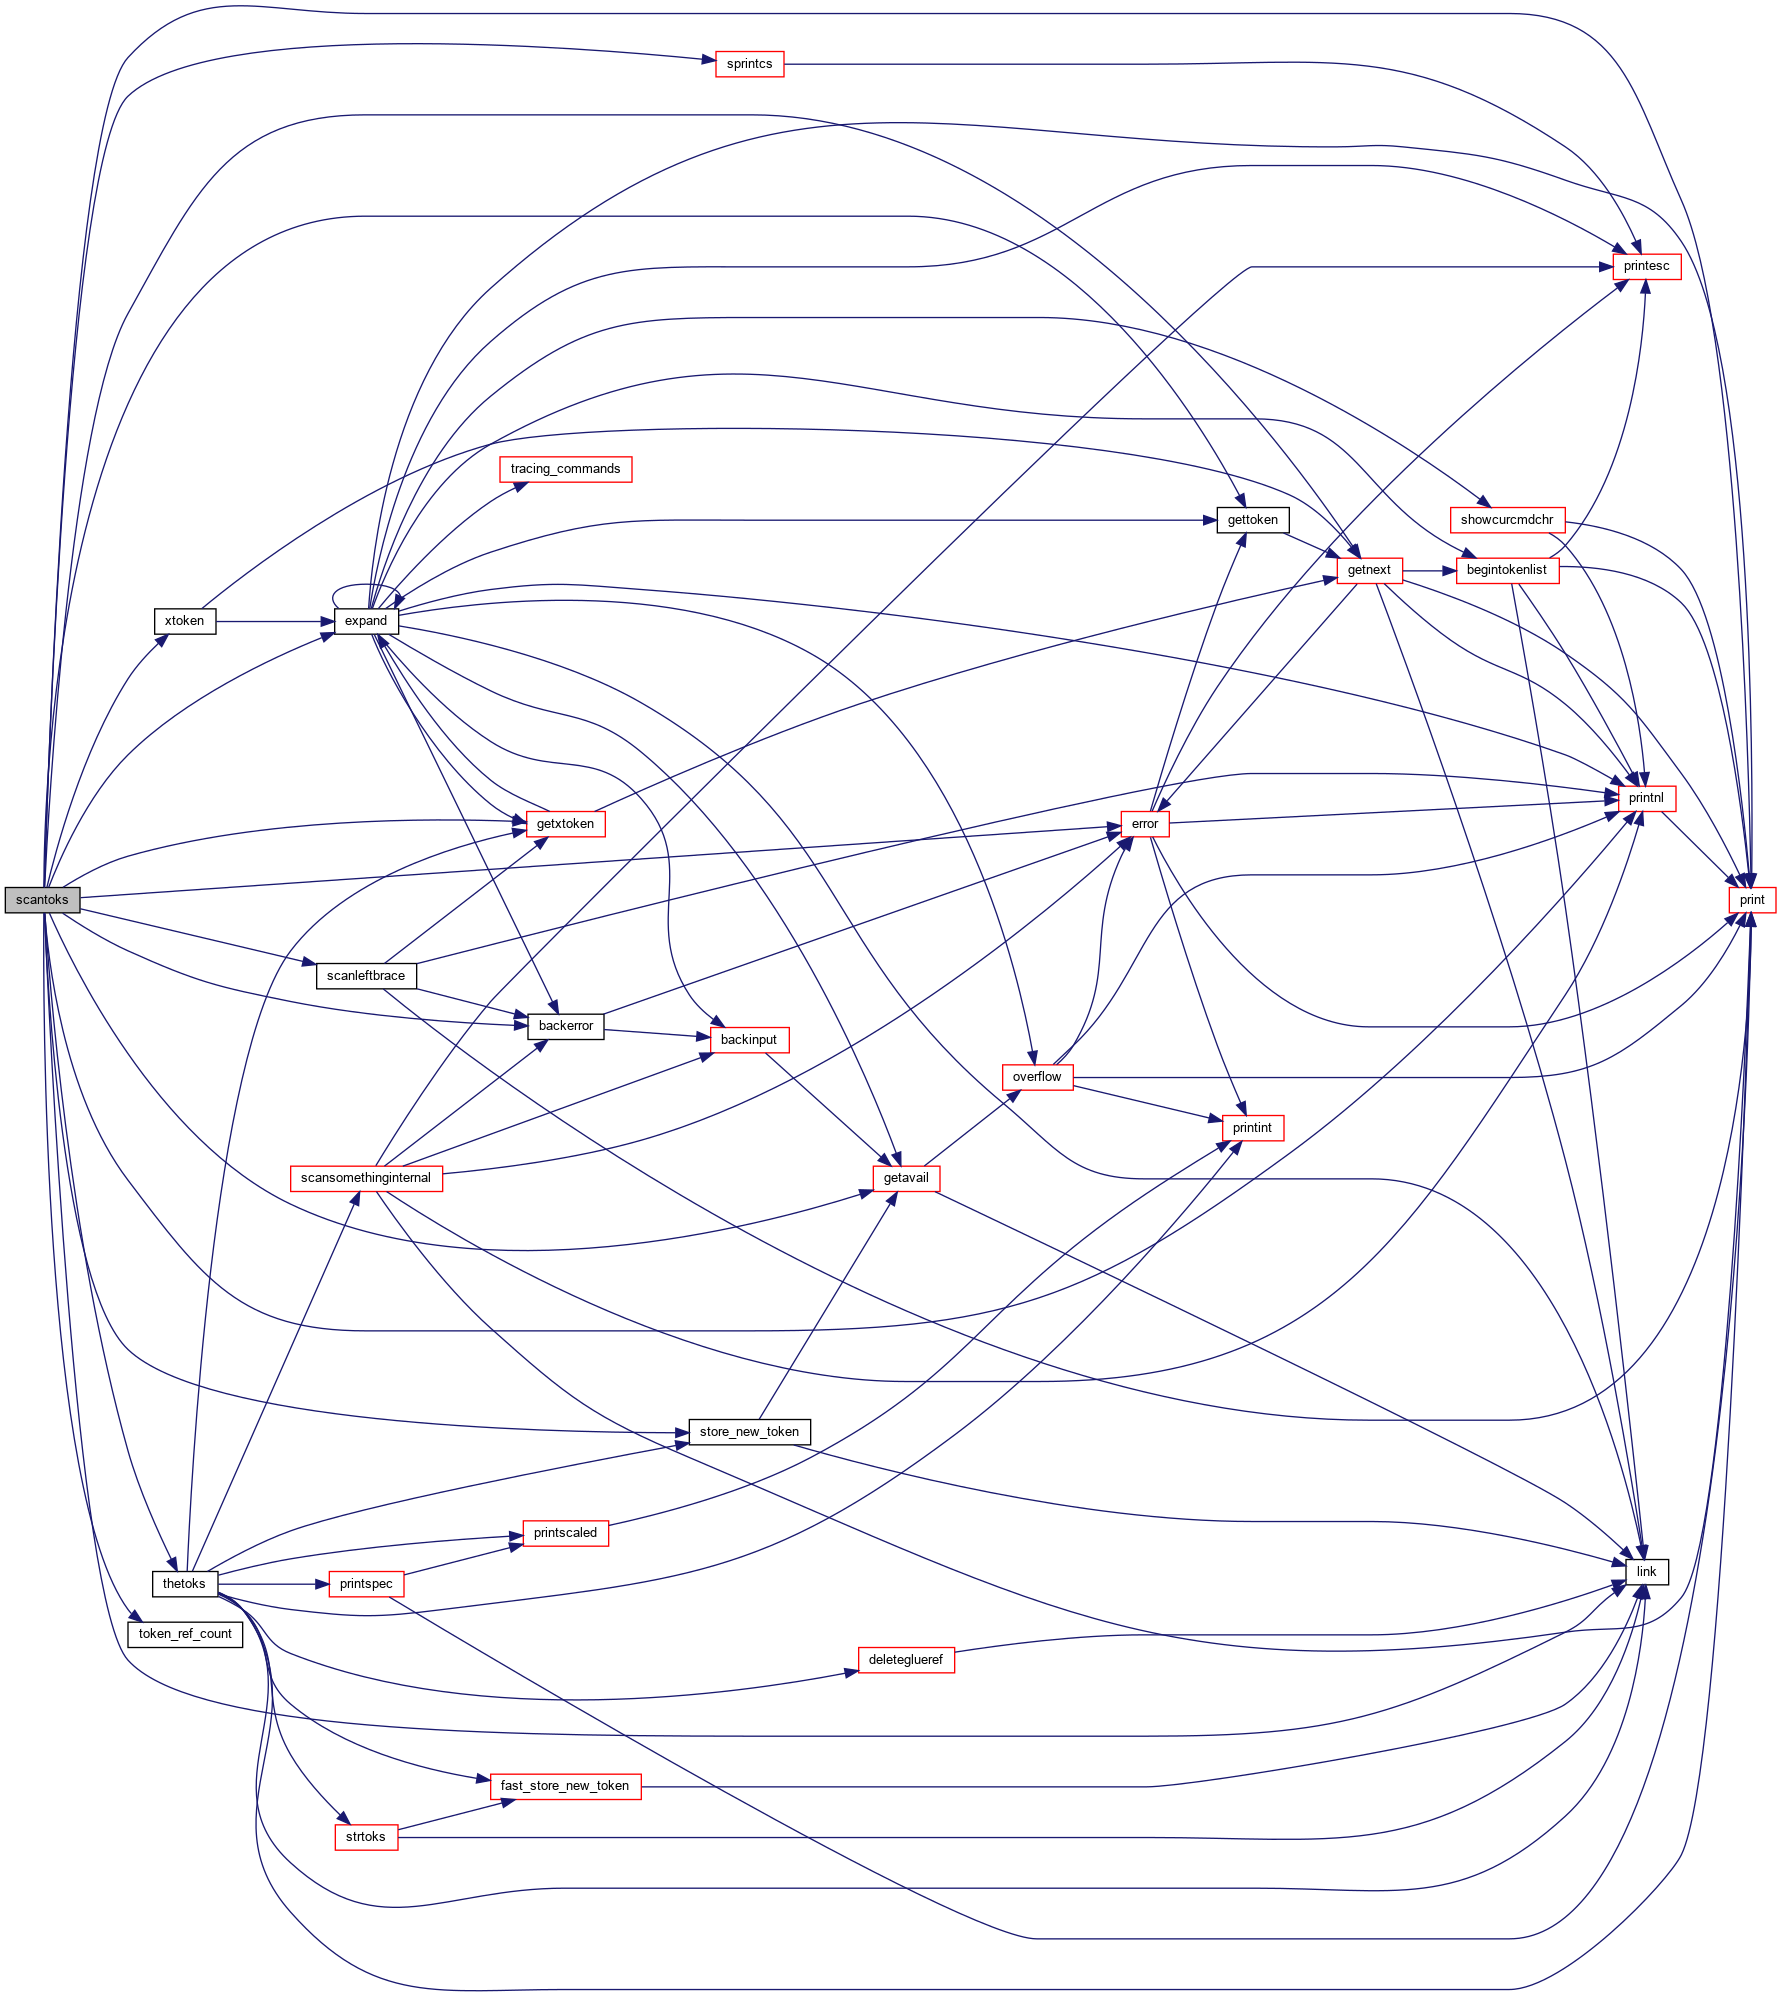 sprintcs
printesc
tracing_commands
gettoken
showcurcmdchr
getnext
begintokenlist
xtoken
expand
printnl
getxtoken
error
scantoks
print
scanleftbrace
backerror
backinput
overflow
printint
scansomethinginternal
getavail
store_new_token
printscaled
link
thetoks
printspec
token_ref_count
deleteglueref
fast_store_new_token
strtoks